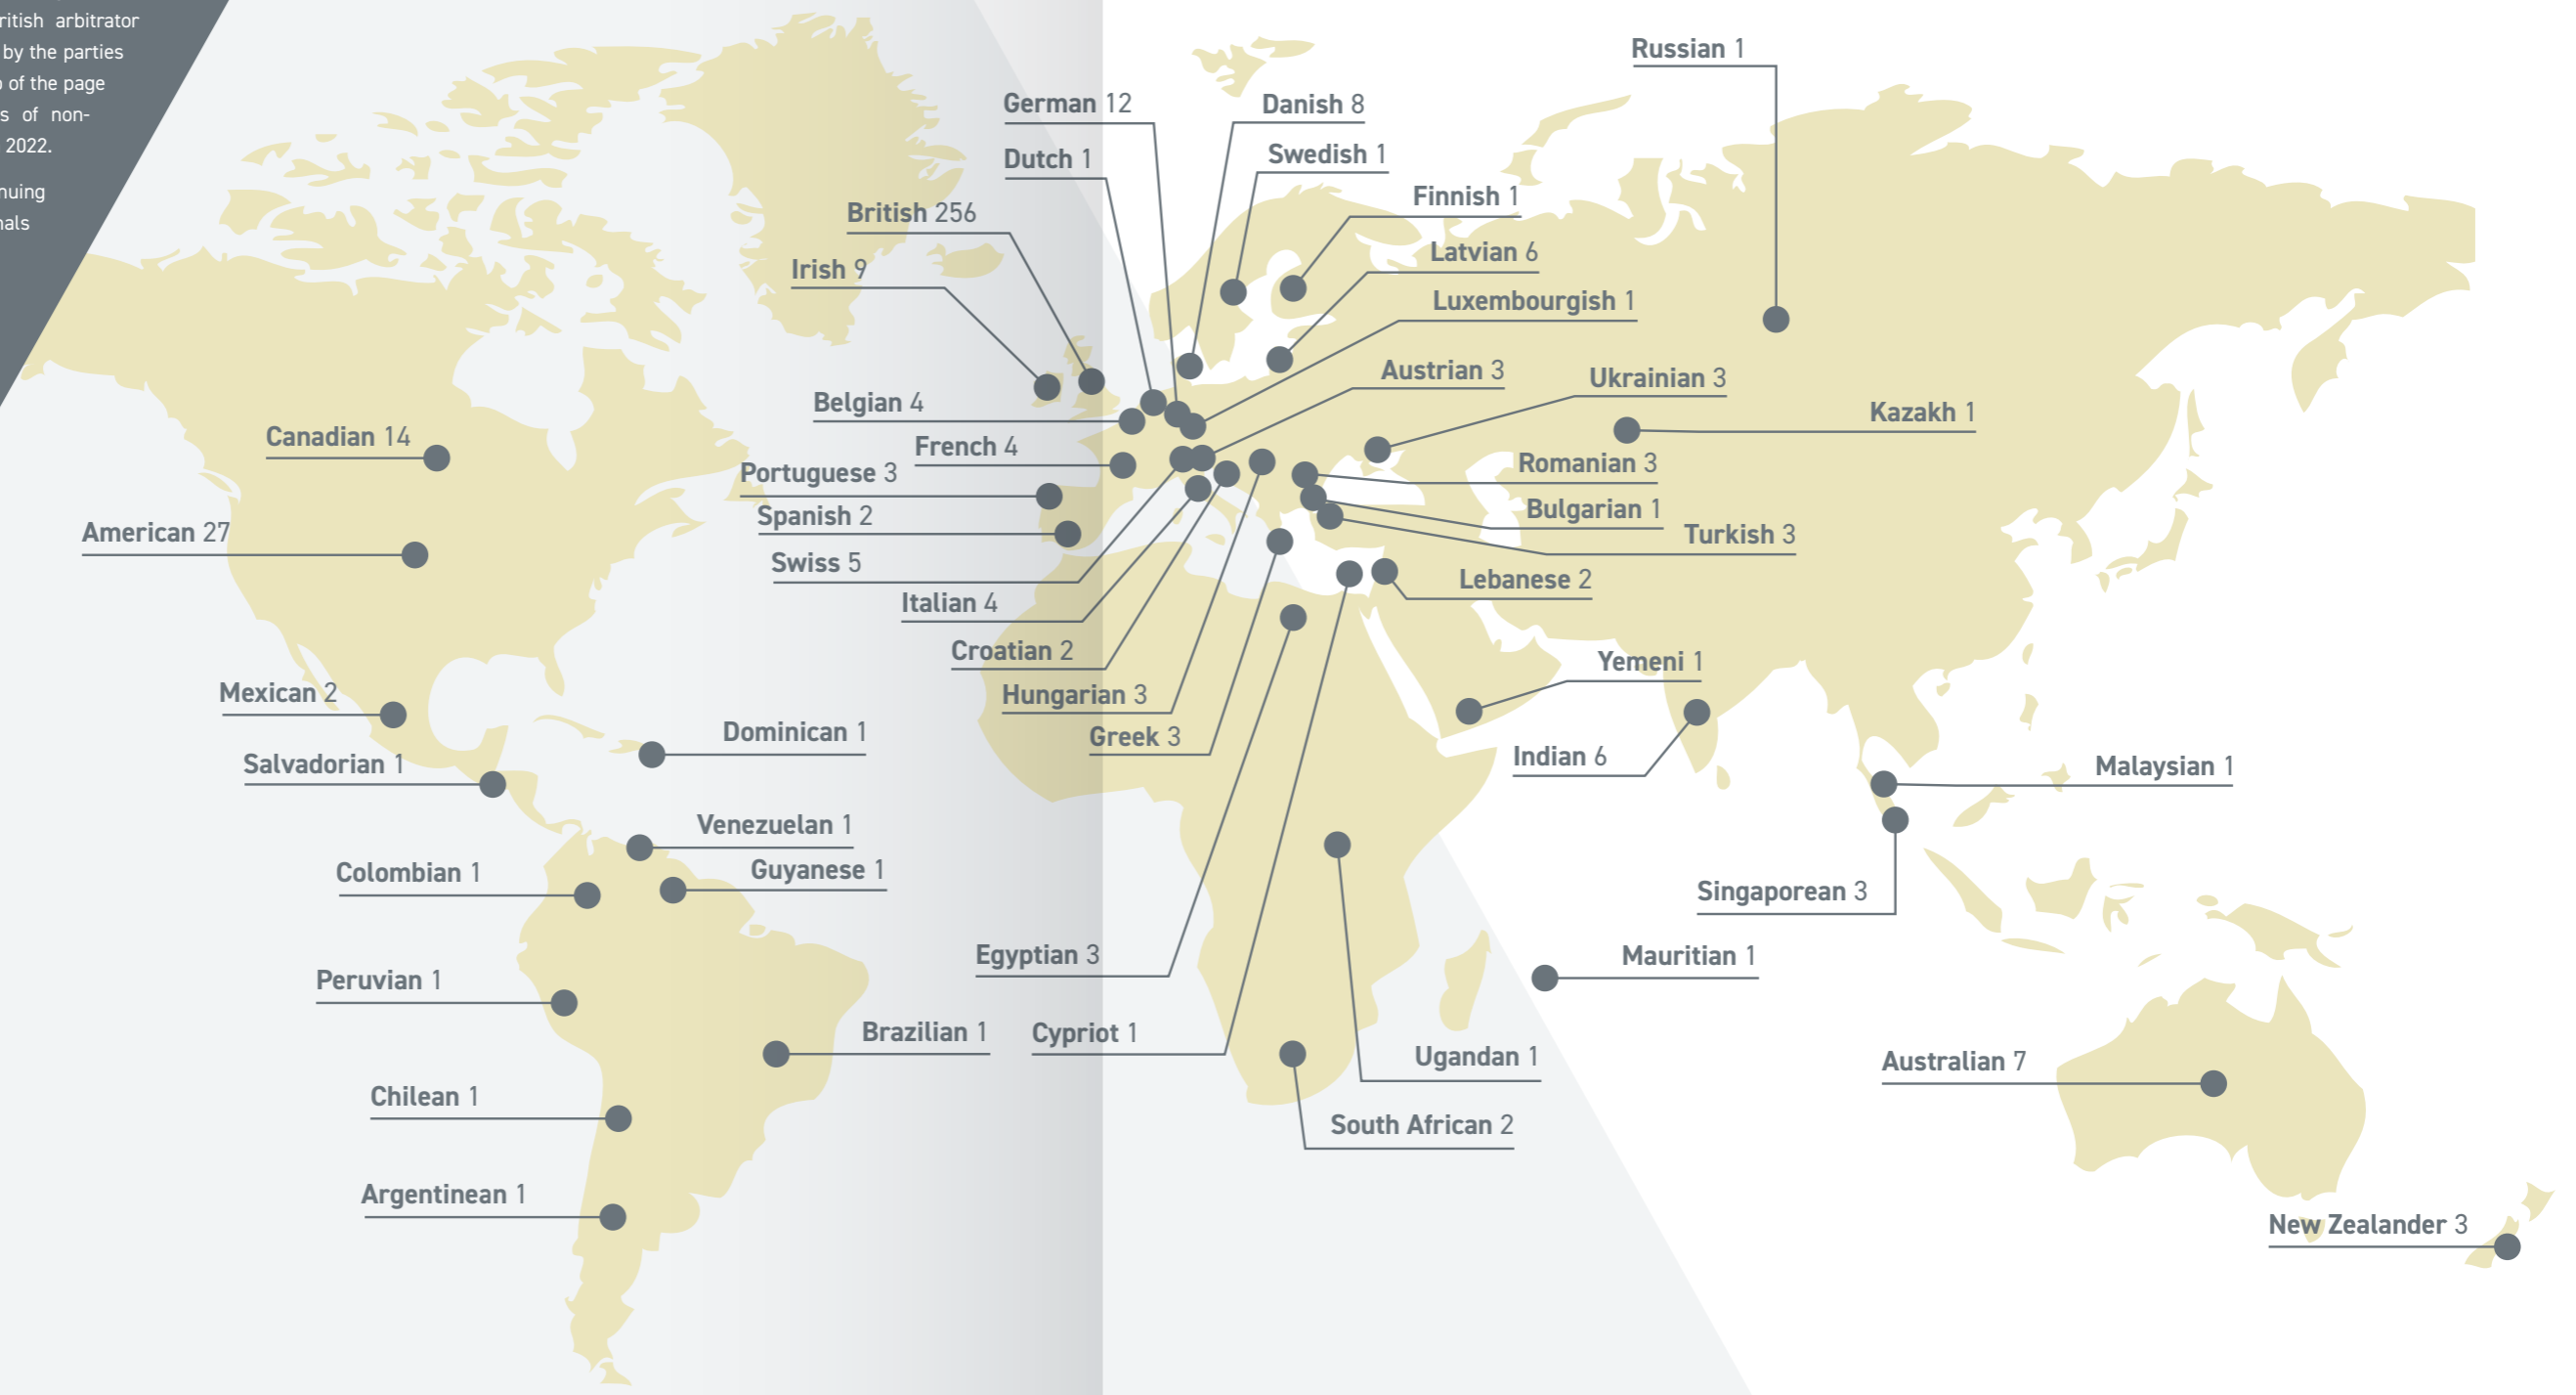 ritish arbitrator
by the parties
of the page
s of non-
2022.
nuing
nals
Russian 1
German 12
Danish 8
Dutch 1
Swedish 1
British 256
Finnish 1
Irish 9
Latvian 6
Luxembourgish 1
Austrian 3
Ukrainian 3
Belgian 4
Kazakh 1
Canadian 14
French 4
Portuguese 3
Romanian 3
American 27
Spanish 2
Bulgarian 1
Turkish 3
Swiss 5
Lebanese 2
Italian 4
Croatian 2
Yemeni 1
Mexican 2
Hungarian 3
Dominican 1
Greek 3
Salvadorian 1
Indian 6
Malaysian 1
Venezuelan 1
Colombian 1
Guyanese 1
Singaporean 3
Egyptian 3
Mauritian 1
Peruvian 1
Brazilian 1
Cypriot 1
Ugandan 1
Australian 7
Chilean 1
South African 2
Argentinean 1
New Zealander 3